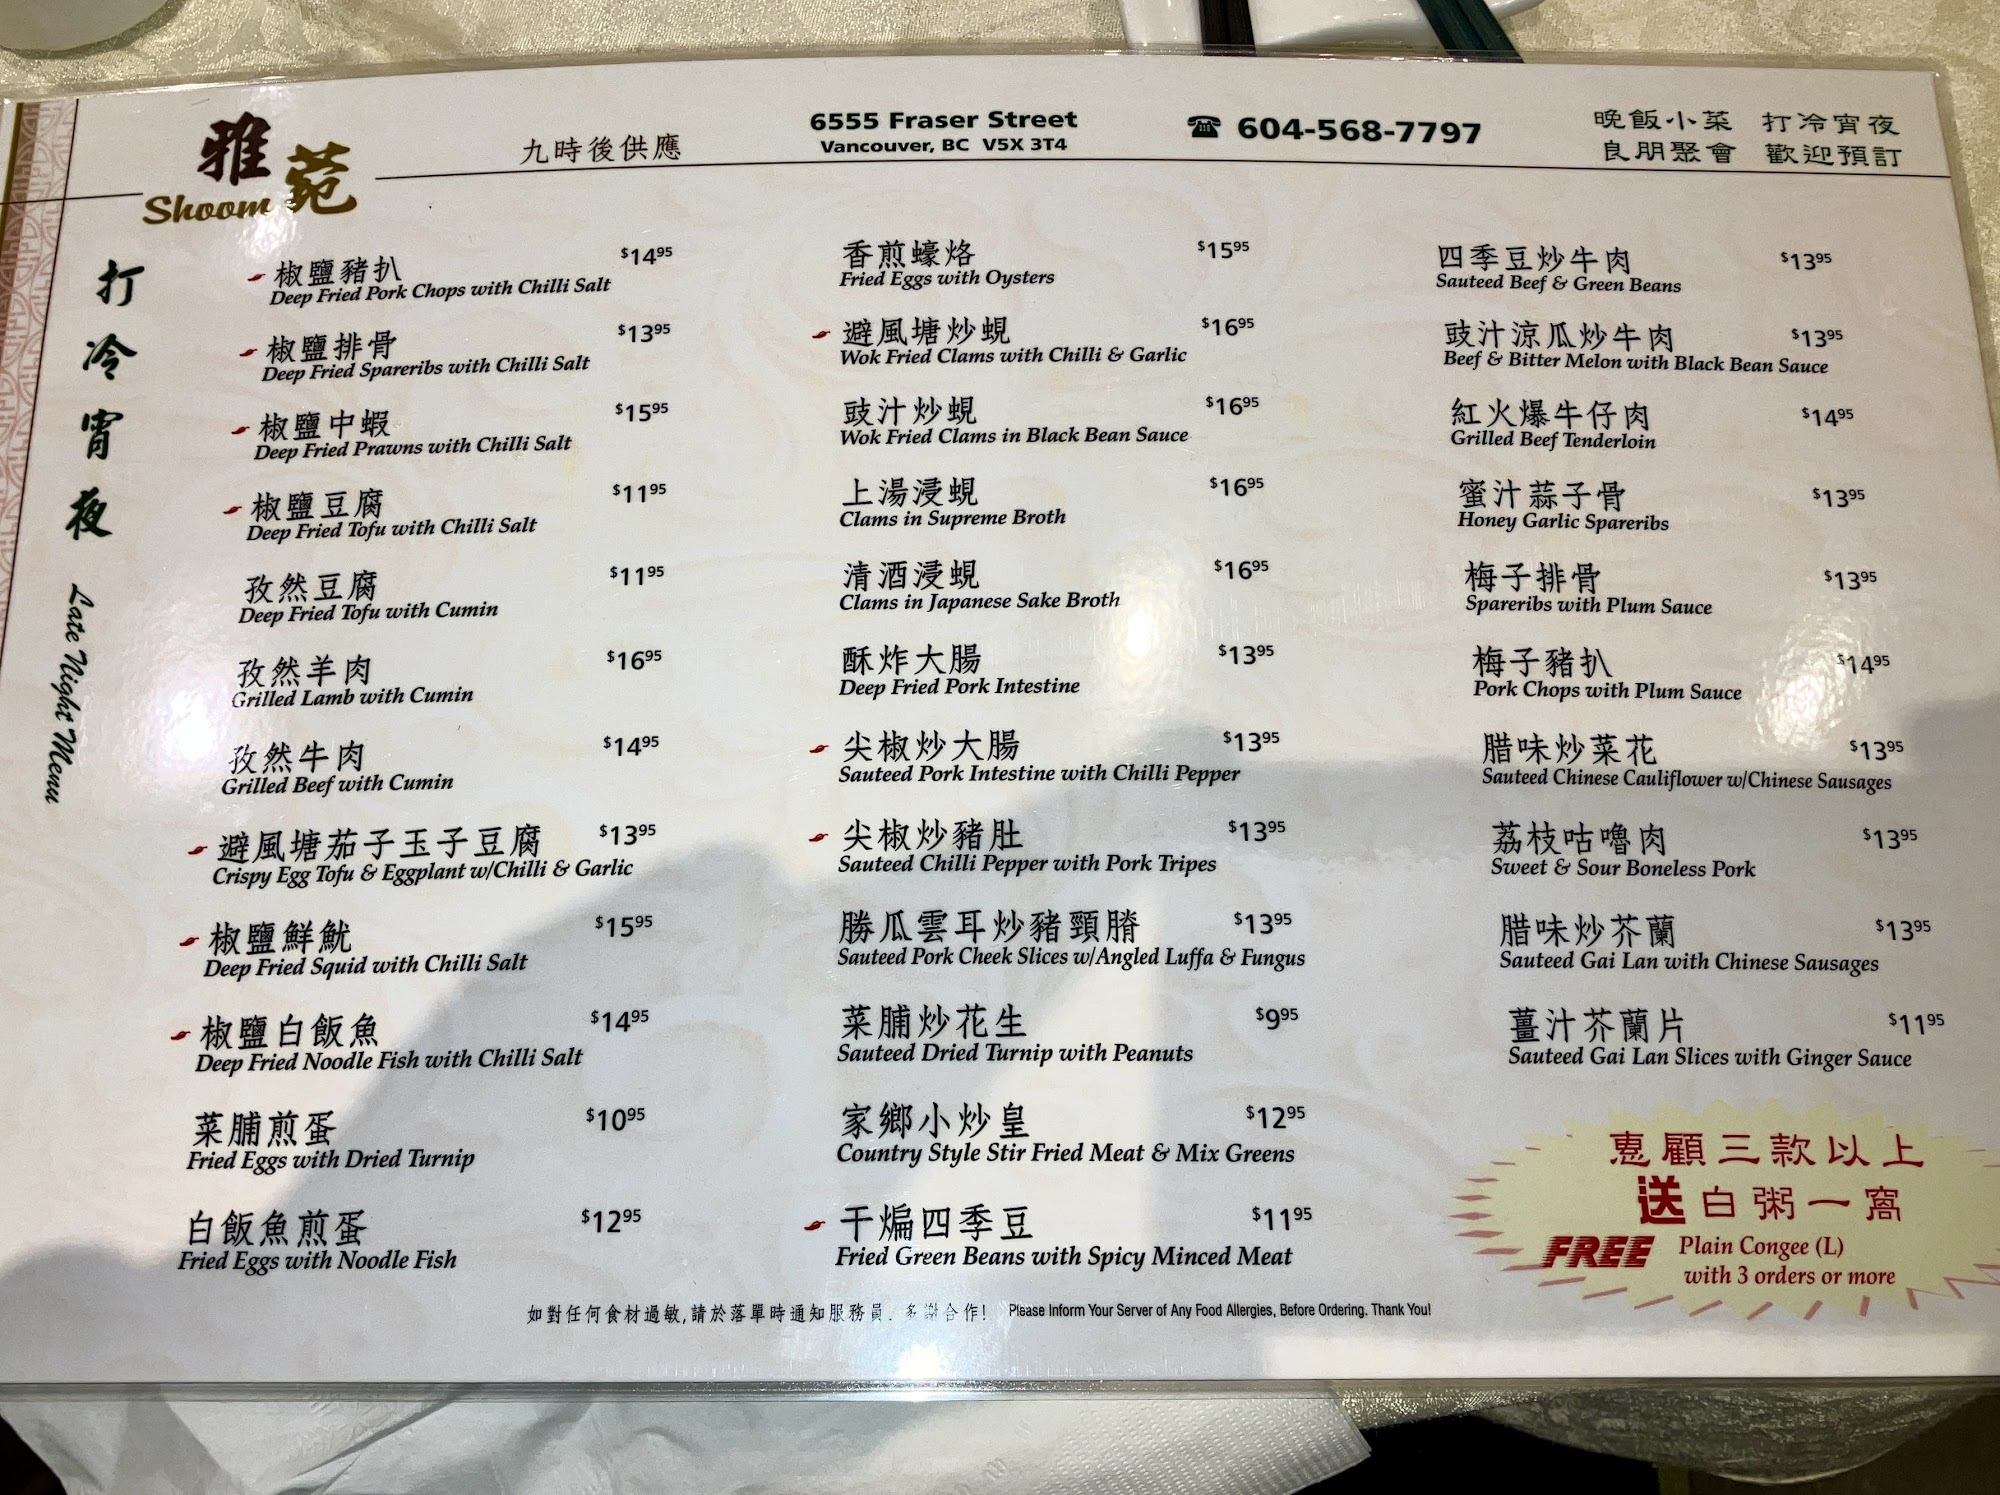 雅苑
Shoom
九時後供應
6555 Fraser Street
Vancouver, BC V5X 3T4
☎ 604-568-7797
晚飯小菜 打冷宵夜
良朋聚會 歡迎預訂
打冷宵夜
Late Night Menu
椒鹽豬扒 $14.95
Deep Fried Pork Chops with Chilli Salt
椒鹽排骨 $13.95
Deep Fried Spareribs with Chilli Salt
椒鹽中蝦 $15.95
Deep Fried Prawns with Chilli Salt
椒鹽豆腐 $11.95
Deep Fried Tofu with Chilli Salt
孜然豆腐 $11.95
Deep Fried Tofu with Cumin
孜然羊肉 $16.95
Grilled Lamb with Cumin
孜然牛肉 $14.95
Grilled Beef with Cumin
避風塘茄子玉子豆腐 $13.95
Crispy Egg Tofu & Eggplant w/Chilli & Garlic
椒鹽鮮魷 $15.95
Deep Fried Squid with Chilli Salt
椒鹽白飯魚 $14.95
Deep Fried Noodle Fish with Chilli Salt
菜脯煎蛋 $10.95
Fried Eggs with Dried Turnip
白飯魚煎蛋 $12.95
Fried Eggs with Noodle Fish
香煎蠔烙 $15.95
Fried Eggs with Oysters
避風塘炒蜆 $16.95
Wok Fried Clams with Chilli & Garlic
豉汁炒蜆 $16.95
Wok Fried Clams in Black Bean Sauce
上湯浸蜆 $16.95
Clams in Supreme Broth
清酒浸蜆 $16.95
Clams in Japanese Sake Broth
酥炸大腸 $13.95
Deep Fried Pork Intestine
尖椒炒大腸 $13.95
Sauteed Pork Intestine with Chilli Pepper
尖椒炒豬肚 $13.95
Sauteed Chilli Pepper with Pork Tripes
勝瓜雲耳炒豬頸膌 $13.95
Sauteed Pork Cheek Slices w/Angled Luffa & Fungus
菜脯炒花生 $9.95
Sauteed Dried Turnip with Peanuts
家鄉小炒皇 $12.95
Country Style Stir Fried Meat & Mix Greens
干煸四季豆 $11.95
Fried Green Beans with Spicy Minced Meat
四季豆炒牛肉 $13.95
Sauteed Beef & Green Beans
豉汁涼瓜炒牛肉 $13.95
Beef & Bitter Melon with Black Bean Sauce
紅火爆牛仔肉 $14.95
Grilled Beef Tenderloin
蜜汁蒜子骨 $13.95
Honey Garlic Spareribs
梅子排骨 $13.95
Spareribs with Plum Sauce
梅子豬扒 $14.95
Pork Chops with Plum Sauce
腊味炒菜花 $13.95
Sauteed Chinese Cauliflower w/Chinese Sausages
荔枝咕嚕肉 $13.95
Sweet & Sour Boneless Pork
腊味炒芥蘭 $13.95
Sauteed Gai Lan with Chinese Sausages
薑汁芥蘭片 $11.95
Sauteed Gai Lan Slices with Ginger Sauce
惠顧三款以上
送白粥一窩
FREE Plain Congee (L)
with 3 orders or more
如對任何食材過敏,請於落單時通知服務員. 多謝合作! Please Inform Your Server of Any Food Allergies, Before Ordering. Thank You!